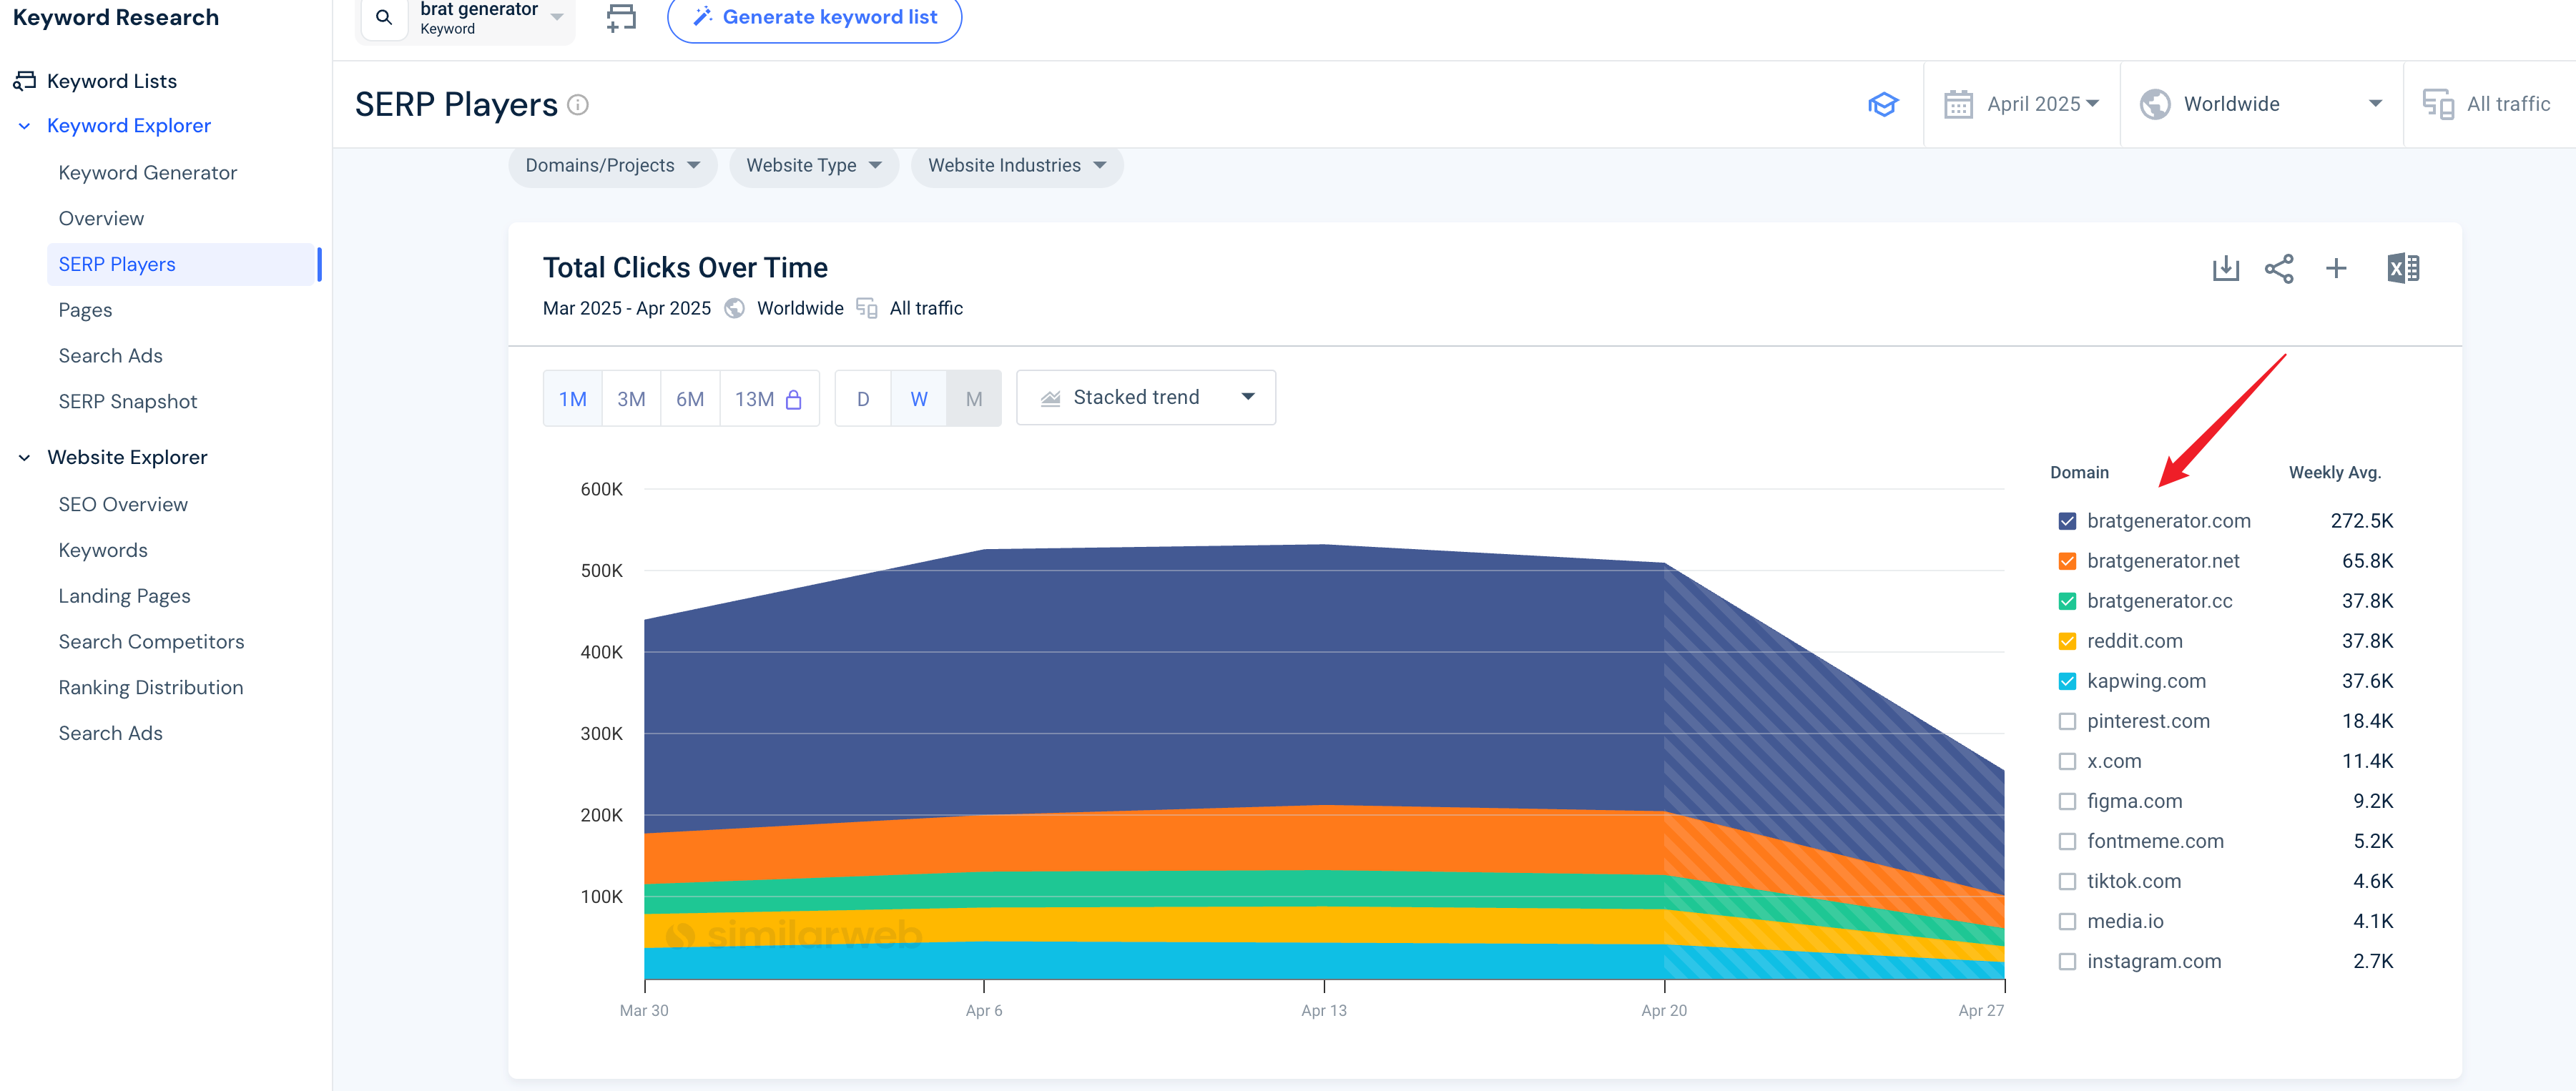 Keyword Research
brat generator
Keyword
Generate keyword list
Keyword Lists
Keyword Explorer
Keyword Generator
Overview
SERP Players
Pages
Search Ads
SERP Snapshot
Website Explorer
SEO Overview
Keywords
Landing Pages
Search Competitors
Ranking Distribution
Search Ads
SERP Players
April 2025
Worldwide
All traffic
Domains/Projects
Website Type
Website Industries
Total Clicks Over Time
Mar 2025 - Apr 2025 Worldwide All traffic
1M 3M 6M 13M D W M Stacked trend
600K
500K
400K
300K
200K
100K
similarweb
Mar 30 Apr 6 Apr 13 Apr 20 Apr 27
Domain Weekly Avg.
bratgenerator.com 272.5K
bratgenerator.net 65.8K
bratgenerator.cc 37.8K
reddit.com 37.8K
kapwing.com 37.6K
pinterest.com 18.4K
x.com 11.4K
figma.com 9.2K
fontmeme.com 5.2K
tiktok.com 4.6K
media.io 4.1K
instagram.com 2.7K